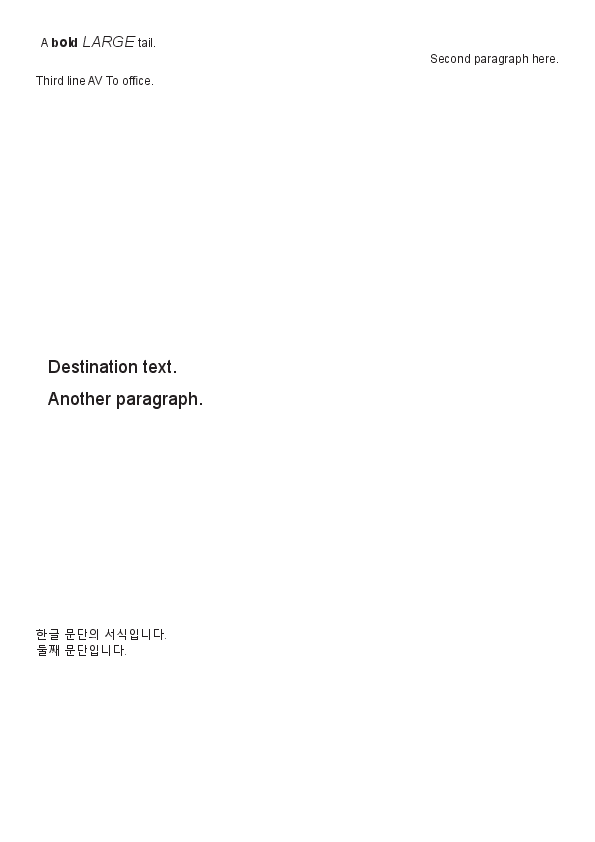 A bold LARGE tail.
Second paragraph here.
Third line AV To office.
Destination text.
Another paragraph.
한글 문단의 서식입니다.
둘째 문단입니다.